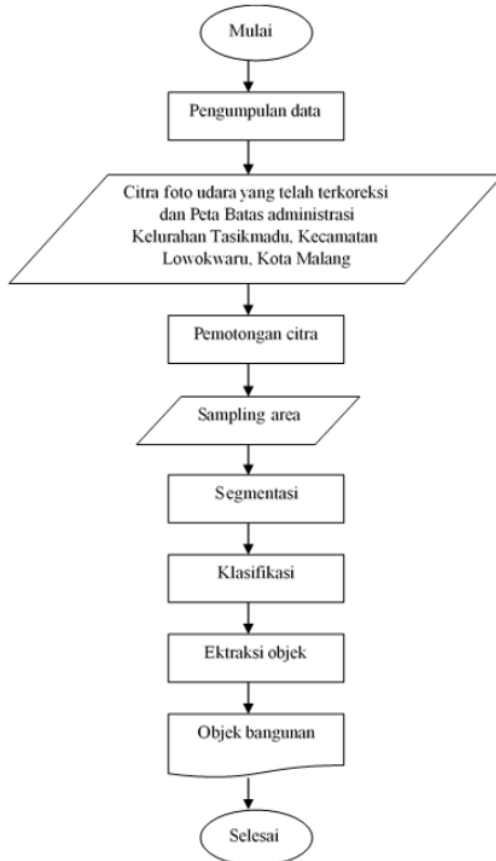 Mulai
Pengumpulan data
Citra foto udara yang telah terkoreksi
dan Peta Batas administrasi
Kelurahan Tasikmadu, Kecamatan
Lowokwaru, Kota Malang
Pemotongan citra
Sampling area
Segmentasi
Klasifikasi
Ektraksi objek
Objek bangunan
Selesai